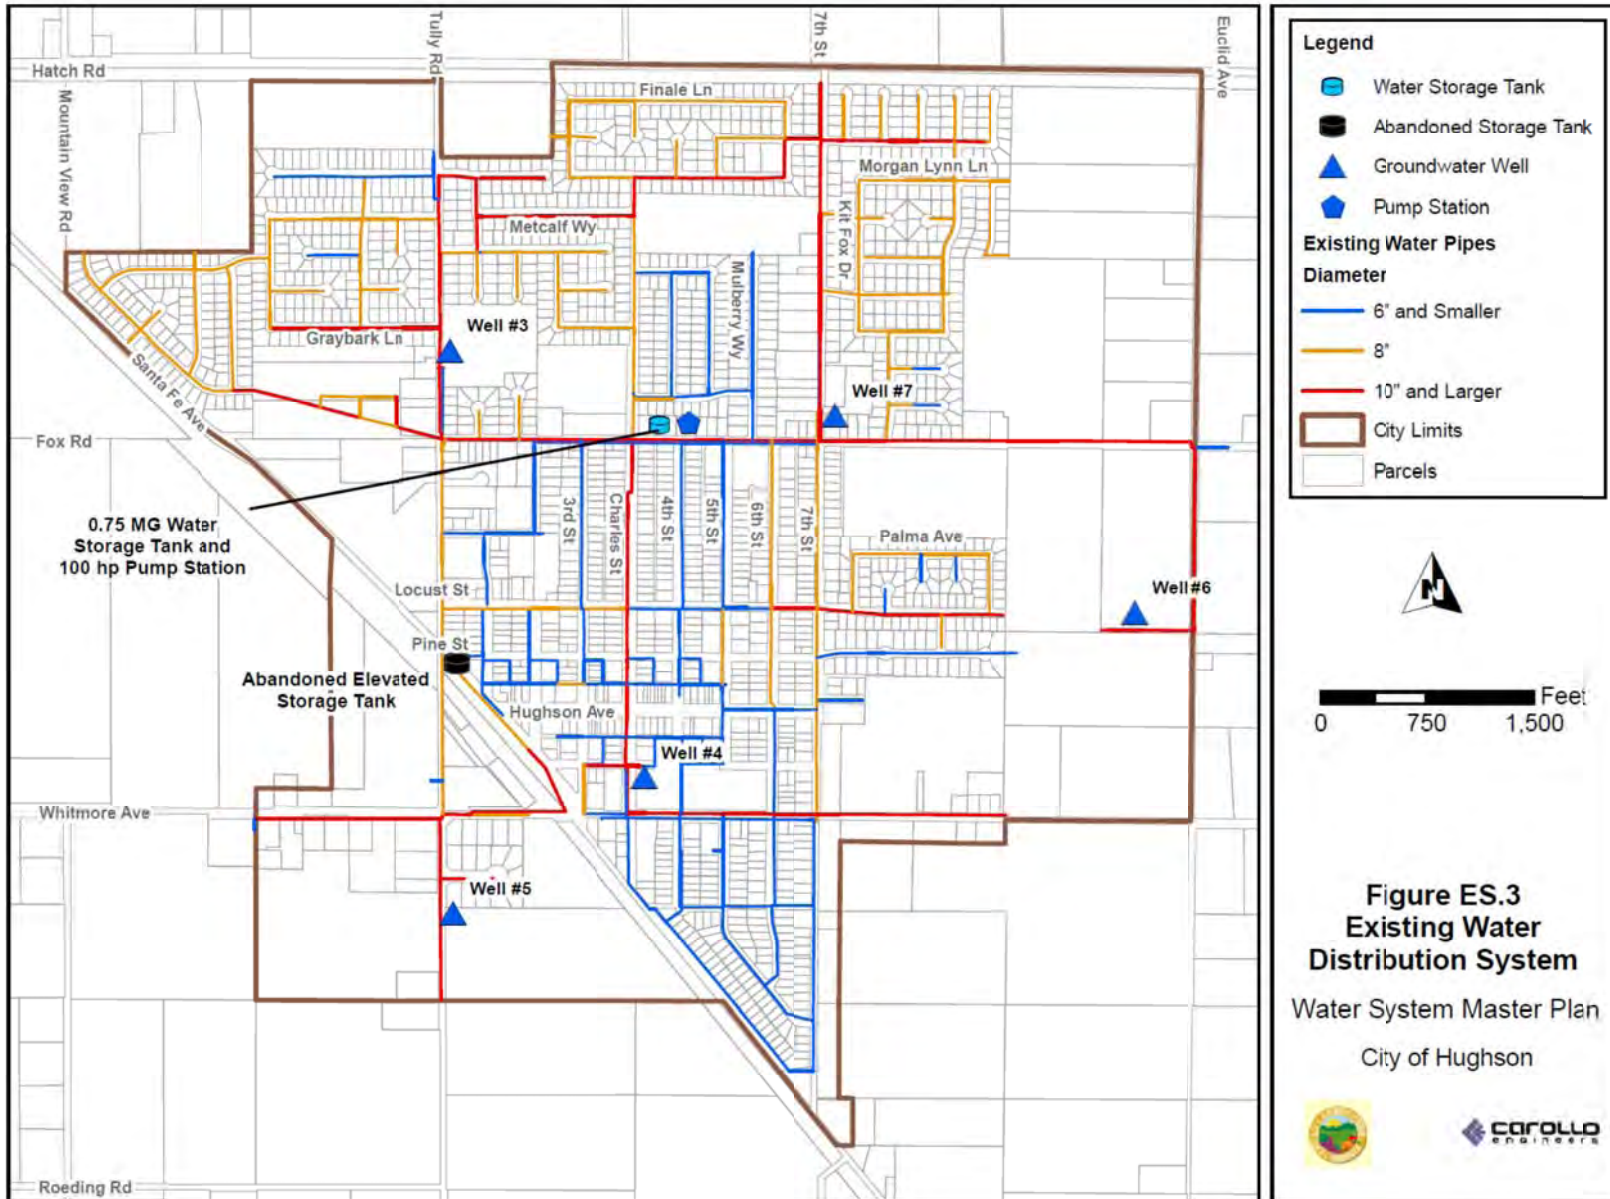 Tully Rd
7th St
Euclid Ave
Hatch Rd
Mountain View Rd
Finale Ln
Morgan Lynn Ln
Kit Fox Dr
Metcalf Wy
Mulberry Wy
Well #3
Graybark Ln
Santa Fe Ave
Well #7
Fox Rd
0.75 MG Water
Storage Tank and
100 hp Pump Station
3rd St
Charles St
4th St
5th St
6th St
7th St
Palma Ave
Locust St
Well #6
Pine St
Abandoned Elevated
Storage Tank
Hughson Ave
Well #4
Whitmore Ave
Well #5
Roeding Rd
Legend
Water Storage Tank
Abandoned Storage Tank
Groundwater Well
Pump Station
Existing Water Pipes
Diameter
6" and Smaller
8"
10" and Larger
City Limits
Parcels
N
Feet
0 750 1,500
Figure ES.3
Existing Water
Distribution System
Water System Master Plan
City of Hughson
carollo
engineers